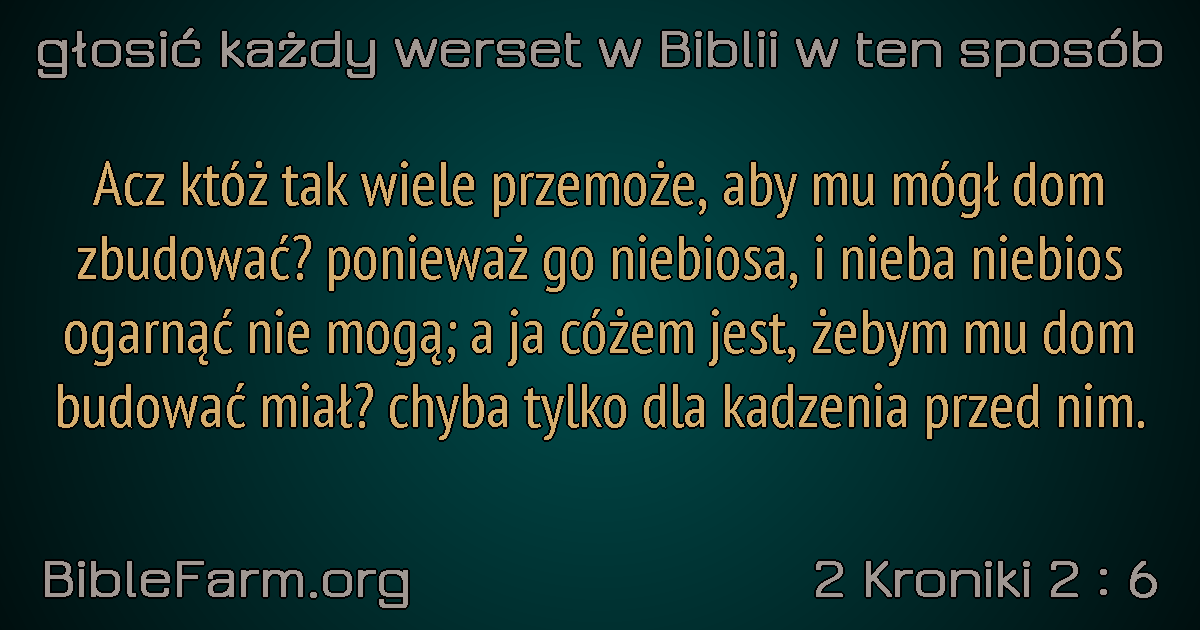 głosić każdy werset w Biblii w ten sposób
Acz któż tak wiele przemoże, aby mu mógł dom
zbudować? ponieważ go niebiosa, i nieba niebios
ogarnąć nie mogą; a ja cóżem jest, żebym mu dom
budować miał? chyba tylko dla kadzenia przed nim.
BibleFarm.org
2 Kroniki 2 : 6